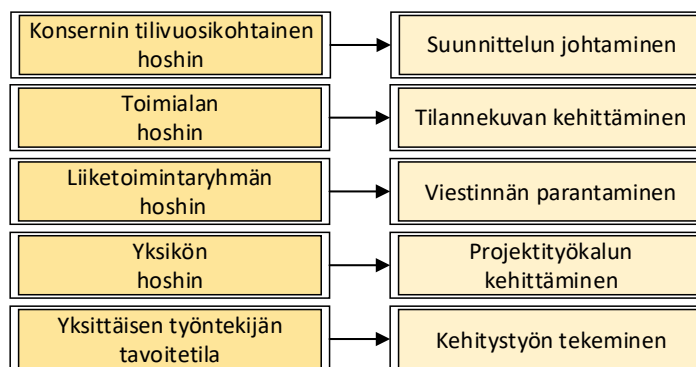 Konsernin tilivuosikohtainen
hoshin
Suunnittelun johtaminen
Toimialan
hoshin
Tilannekuvan kehittäminen
Liiketoimintaryhmän
hoshin
Viestinnän parantaminen
Yksikön
hoshin
Projektityökalun
kehittäminen
Yksittäisen työntekijän
tavoitetila
Kehitystyön tekeminen